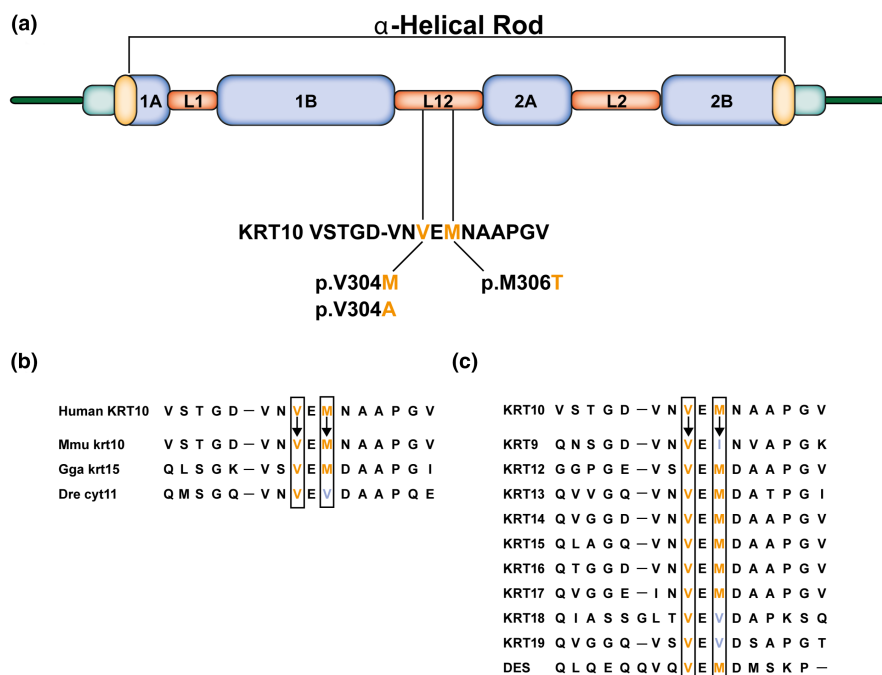 (a)
α-Helical Rod
1A L1 1B L12 2A L2 2B
KRT10 VSTGD-VNVEMNAAPGV
p.V304M p.M306T
p.V304A
(b)
Human KRT10 V S T G D – V N V E M N A A P G V
Mmu krt10 V S T G D – V N V E M N A A P G V
Gga krt15 Q L S G K – V S V E M D A A P G I
Dre cyt11 Q M S G Q – V N V E V D A A P Q E
(c)
KRT10 V S T G D – V N V E M N A A P G V
KRT9 Q N S G D – V N V E I N V A P G K
KRT12 G G P G E – V S V E M D A A P G V
KRT13 Q V V G Q – V N V E M D A T P G I
KRT14 Q V G G D – V N V E M D A A P G V
KRT15 Q L A G Q – V N V E M D A A P G V
KRT16 Q T G G D – V N V E M D A A P G V
KRT17 Q V G G E – I N V E M D A A P G V
KRT18 Q I A S S G L T V E V D A P K S Q
KRT19 Q V G G Q – V S V E V D S A P G T
DES Q L Q E Q Q V Q V E M D M S K P –